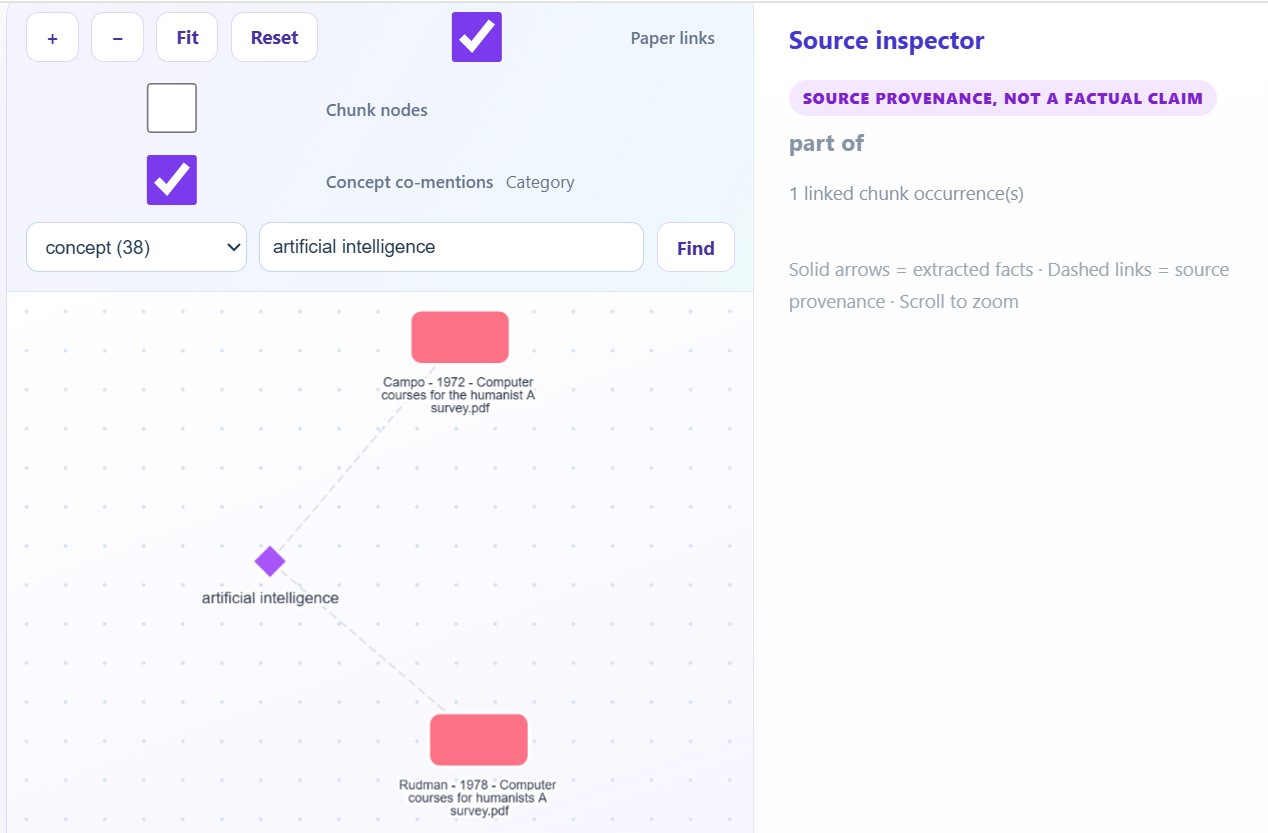 + − Fit Reset Paper links
Chunk nodes
Concept co-mentions Category
concept (38) artificial intelligence Find
Campo - 1972 - Computer
courses for the humanist A
survey.pdf
artificial intelligence
Rudman - 1978 - Computer
courses for humanists A
survey.pdf
Source inspector
SOURCE PROVENANCE, NOT A FACTUAL CLAIM
part of
1 linked chunk occurrence(s)
Solid arrows = extracted facts · Dashed links = source
provenance · Scroll to zoom